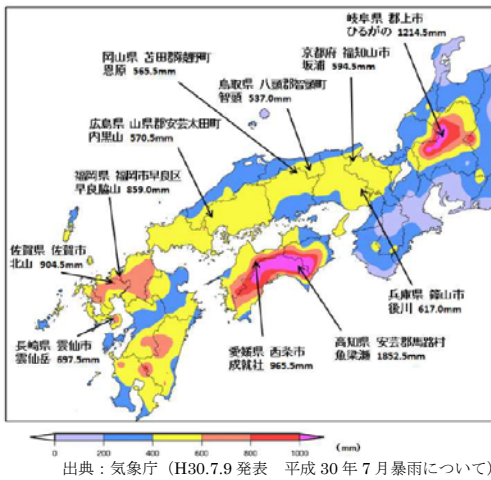 岐阜県 郡上市
ひるがの 1214.5mm
京都府 福知山市
坂浦 594.5mm
岡山県 苫田郡鏡野町
恩原 565.5mm
鳥取県 八頭郡智頭町
智頭 537.0mm
広島県 山県郡安芸太田町
内黒山 570.5mm
福岡県 福岡市早良区
早良脇山 859.0mm
佐賀県 佐賀市
北山 904.5mm
長崎県 雲仙市
雲仙岳 697.5mm
愛媛県 西条市
成就社 965.5mm
高知県 安芸郡馬路村
魚梁瀬 1852.5mm
兵庫県 篠山市
後川 617.0mm
0 200 400 600 800 1000 (mm)
出典：気象庁（H30.7.9 発表　平成 30 年 7 月暴雨について）